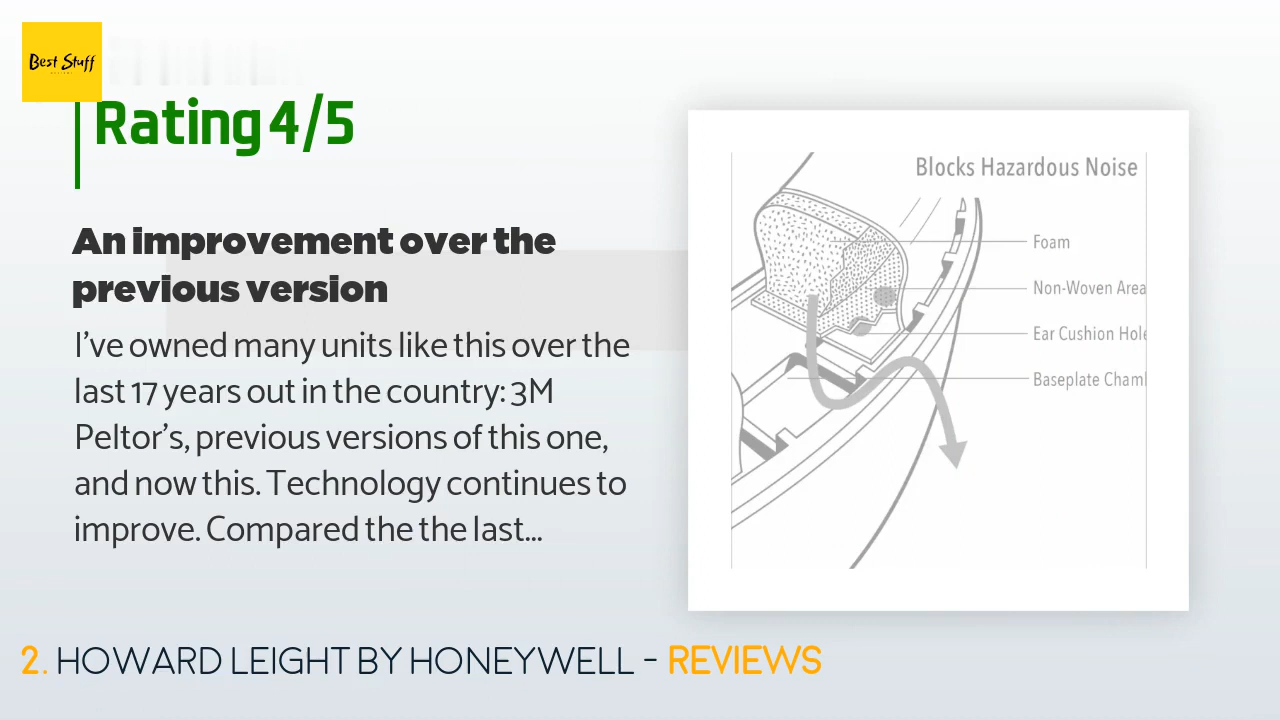 Best Stuff
Rating 4/5
An improvement over the
previous version
I've owned many units like this over the
last 17 years out in the country: 3M
Peltor's, previous versions of this one,
and now this. Technology continues to
improve. Compared the the last...
Blocks Hazardous Noise
Foam
Non-Woven Area
Ear Cushion Hole
Baseplate Cham
2. HOWARD LEIGHT BY HONEYWELL - REVIEWS